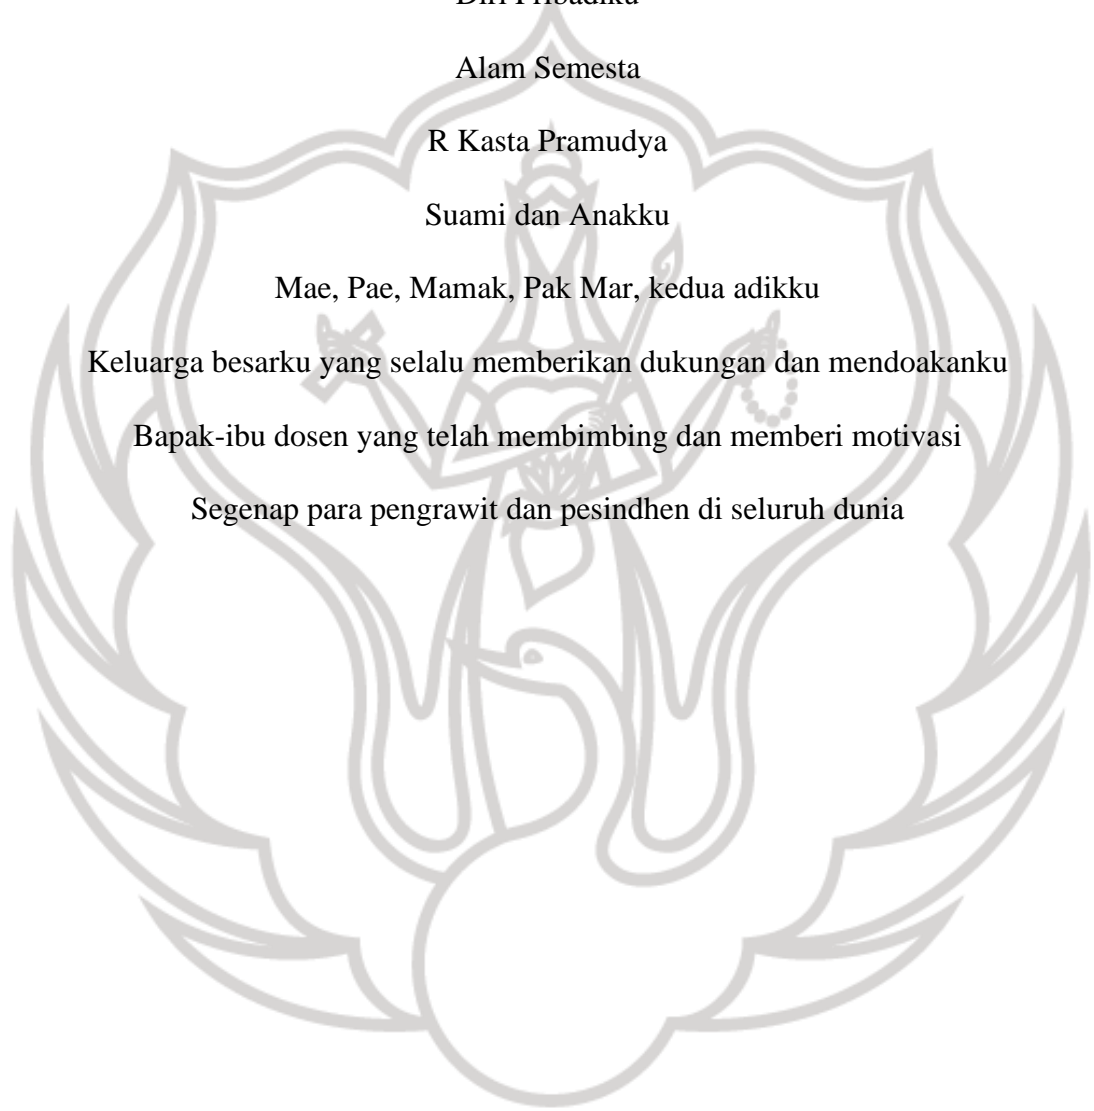 Diri Pribadiku
Alam Semesta
R Kasta Pramudya
Suami dan Anakku
Mae, Pae, Mamak, Pak Mar, kedua adikku
Keluarga besarku yang selalu memberikan dukungan dan mendoakanku
Bapak-ibu dosen yang telah membimbing dan memberi motivasi
Segenap para pengrawit dan pesindhen di seluruh dunia